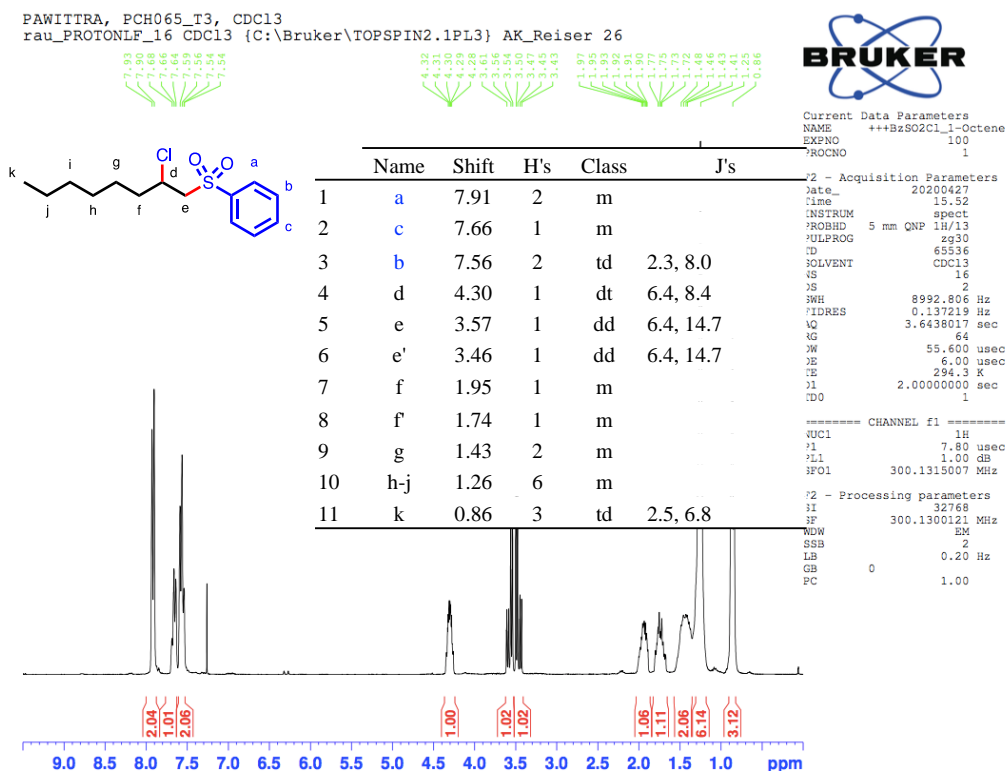 PAWITTRA, PCH065_T3, CDCl3
rau_PROTONLF_16 CDCl3 {C:\Bruker\TOPSPIN2.1PL3} AK_Reiser 26
7.93 7.90 7.68 7.66 7.64 7.59 7.56 7.54 7.54
4.32 4.31 4.30 4.29 4.28 3.61 3.56 3.54 3.50 3.47 3.45 3.43
1.97 1.95 1.93 1.92 1.91 1.90 1.77 1.75 1.73 1.72 1.48 1.46 1.43 1.41 1.25 0.86
BRUKER
Current Data Parameters
NAME +++BzSO2Cl_1-Octene
EXPNO 100
PROCNO 1
F2 - Acquisition Parameters
Date_ 20200427
Time 15.52
INSTRUM spect
PROBHD 5 mm QNP 1H/13
PULPROG zg30
TD 65536
SOLVENT CDCl3
NS 16
DS 2
SWH 8992.806 Hz
FIDRES 0.137219 Hz
AQ 3.6438017 sec
RG 64
DW 55.600 usec
DE 6.00 usec
TE 294.3 K
D1 2.00000000 sec
TD0 1
======== CHANNEL f1 ========
NUC1 1H
P1 7.80 usec
PL1 1.00 dB
SFO1 300.1315007 MHz
F2 - Processing parameters
SI 32768
SF 300.1300121 MHz
WDW EM
SSB 2
LB 0.20 Hz
GB 0
PC 1.00
k i g Cl d O O S a b c
j h f e
Name Shift H's Class J's
1 a 7.91 2 m
2 c 7.66 1 m
3 b 7.56 2 td 2.3, 8.0
4 d 4.30 1 dt 6.4, 8.4
5 e 3.57 1 dd 6.4, 14.7
6 e' 3.46 1 dd 6.4, 14.7
7 f 1.95 1 m
8 f' 1.74 1 m
9 g 1.43 2 m
10 h-j 1.26 6 m
11 k 0.86 3 td 2.5, 6.8
2.04 1.01 2.06 1.00 1.02 1.02 1.06 1.11 2.06 6.14 3.12
9.0 8.5 8.0 7.5 7.0 6.5 6.0 5.5 5.0 4.5 4.0 3.5 3.0 2.5 2.0 1.5 1.0 ppm